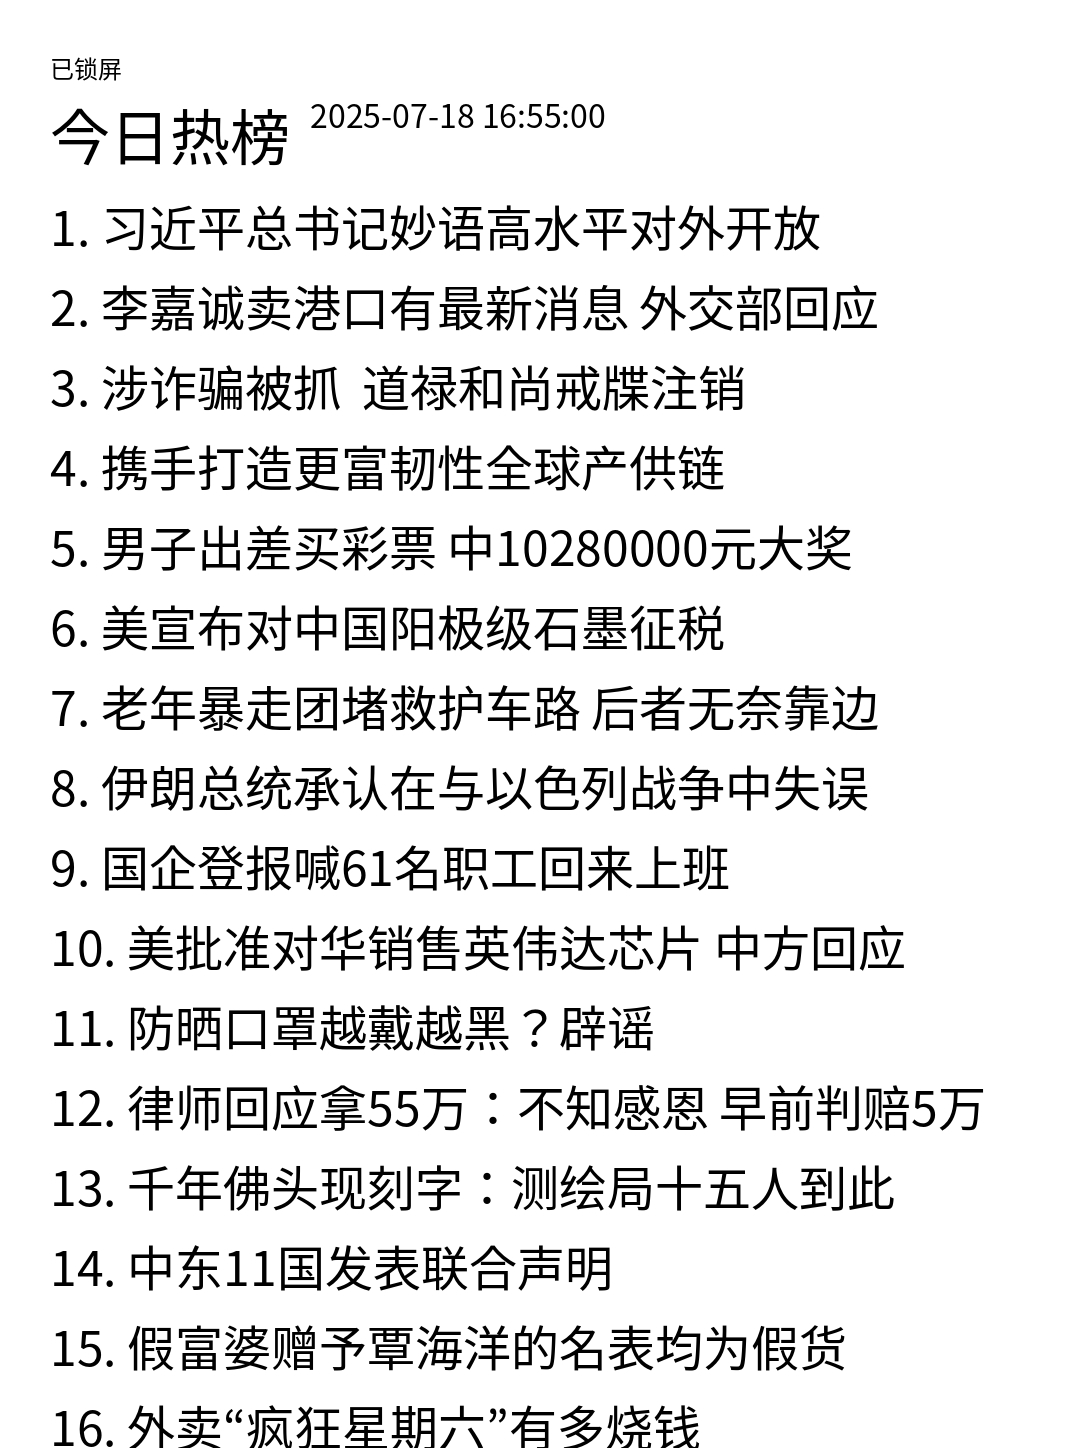 已锁屏
今日热榜 2025-07-18 16:55:00
1. 习近平总书记妙语高水平对外开放
2. 李嘉诚卖港口有最新消息 外交部回应
3. 涉诈骗被抓  道禄和尚戒牒注销
4. 携手打造更富韧性全球产供链
5. 男子出差买彩票 中10280000元大奖
6. 美宣布对中国阳极级石墨征税
7. 老年暴走团堵救护车路 后者无奈靠边
8. 伊朗总统承认在与以色列战争中失误
9. 国企登报喊61名职工回来上班
10. 美批准对华销售英伟达芯片 中方回应
11. 防晒口罩越戴越黑？辟谣
12. 律师回应拿55万：不知感恩 早前判赔5万
13. 千年佛头现刻字：测绘局十五人到此
14. 中东11国发表联合声明
15. 假富婆赠予覃海洋的名表均为假货
16. 外卖“疯狂星期六”有多烧钱